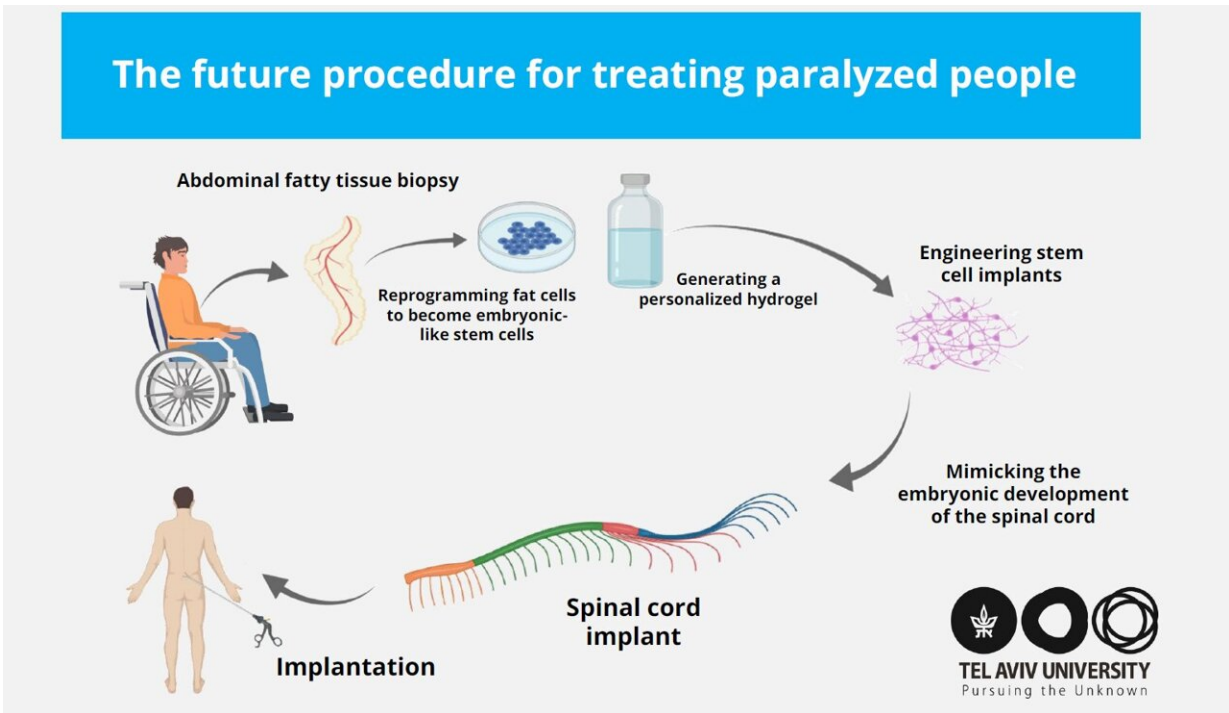 The future procedure for treating paralyzed people
Abdominal fatty tissue biopsy
Reprogramming fat cells
to become embryonic-
like stem cells
Generating a
personalized hydrogel
Engineering stem
cell implants
Mimicking the
embryonic development
of the spinal cord
Spinal cord
implant
Implantation
TEL AVIV UNIVERSITY
Pursuing the Unknown